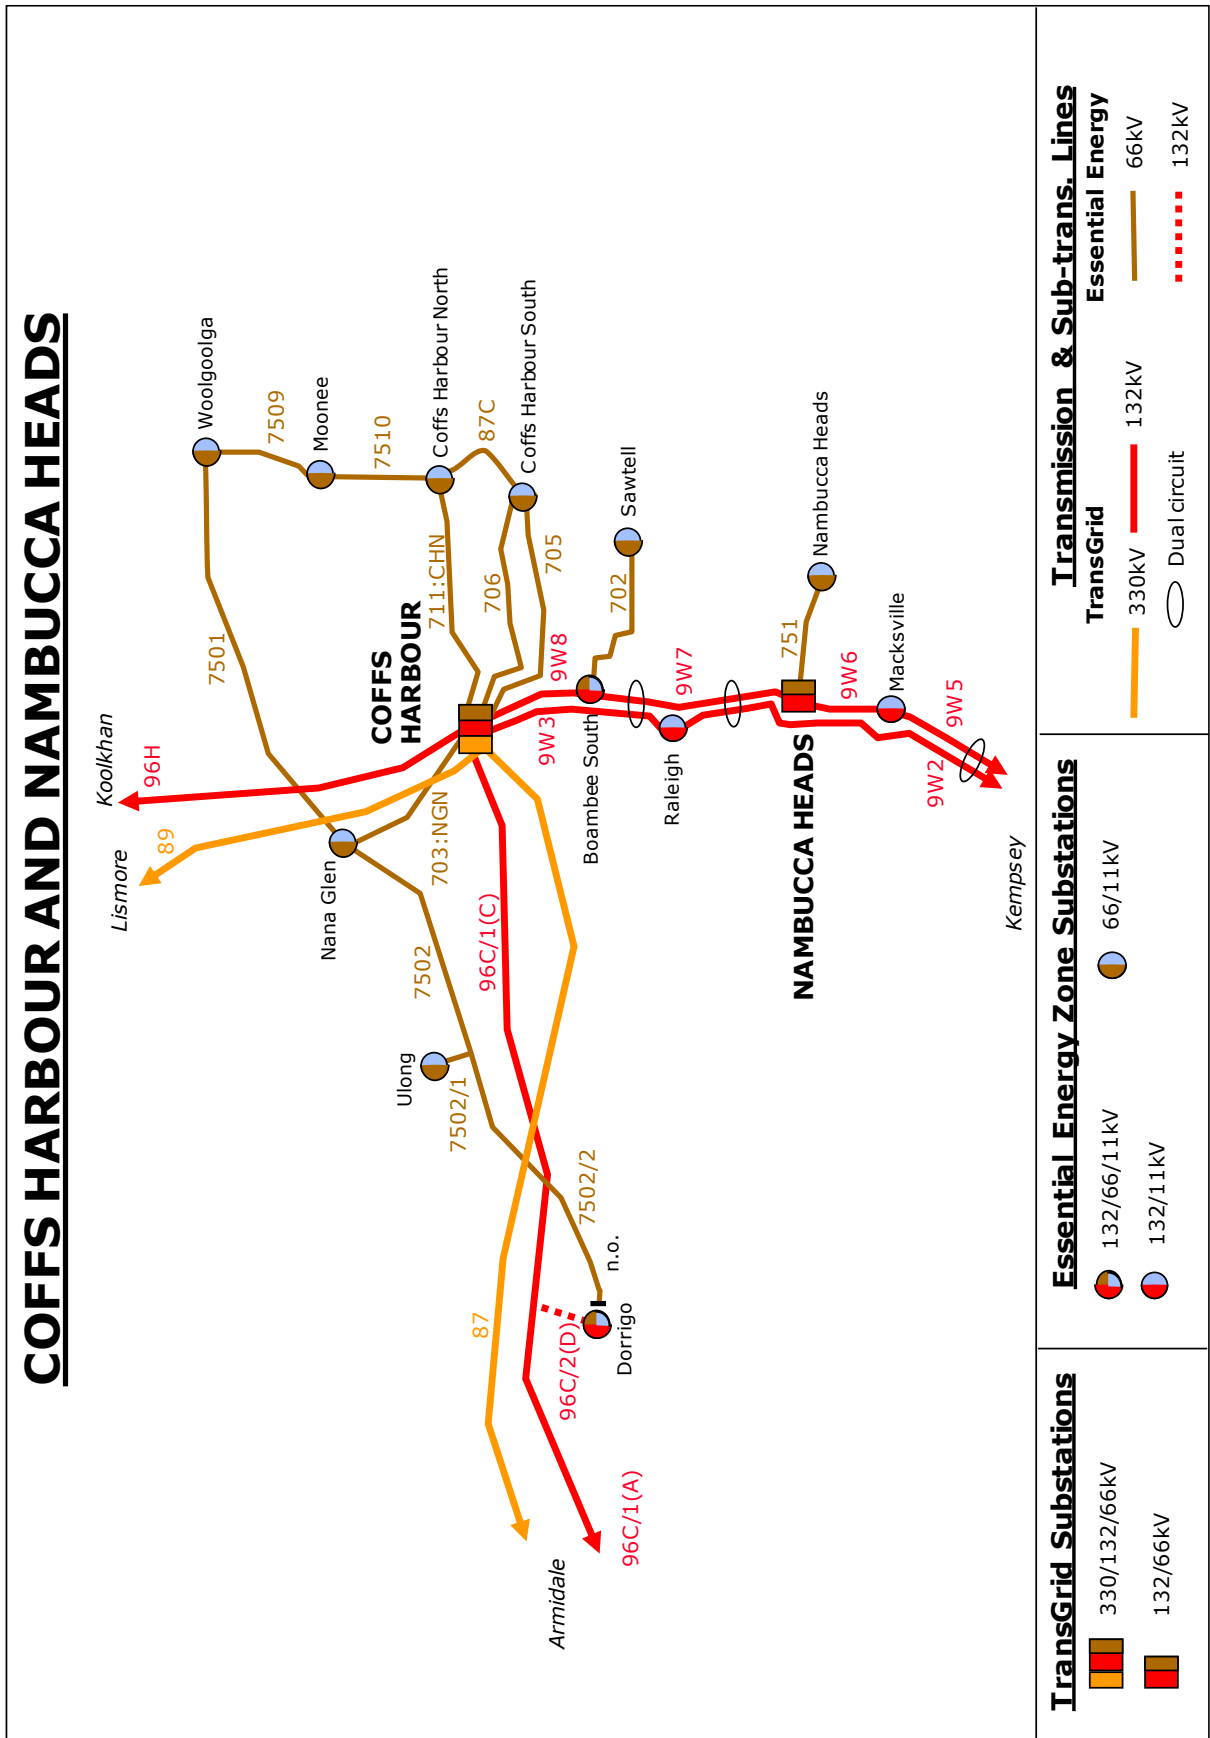 COFFS HARBOUR AND NAMBUCCA HEADS
Koolkhan
96H
Lismore
89
Woolgoolga
7509
Moonee
7510
Coffs Harbour North
87C
Coffs Harbour South
7501
711:CHN
706
705
COFFS
HARBOUR
Sawtell
702
Nana Glen
703:NGN
9W3
9W8
Boambee South
9W7
Raleigh
751
Nambucca Heads
NAMBUCCA HEADS
9W6
Macksville
9W5
9W2
Kempsey
7502
96C/1(C)
Ulong
7502/1
7502/2
n.o.
Dorrigo
87
96C/2(D)
96C/1(A)
Armidale
TransGrid Substations
330/132/66kV
132/66kV
Essential Energy Zone Substations
132/66/11kV
66/11kV
132/11kV
Transmission & Sub-trans. Lines
TransGrid
Essential Energy
330kV
132kV
66kV
Dual circuit
132kV